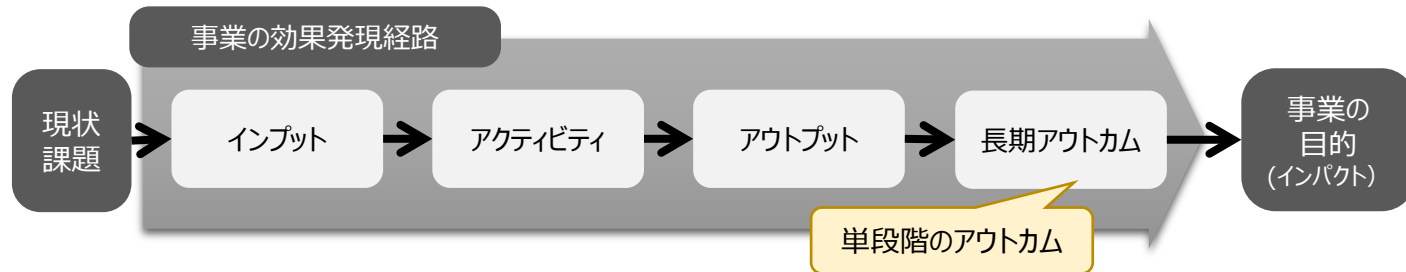 事業の効果発現経路
現状
課題
インプット
アクティビティ
アウトプット
長期アウトカム
事業の
目的
(インパクト)
単段階のアウトカム